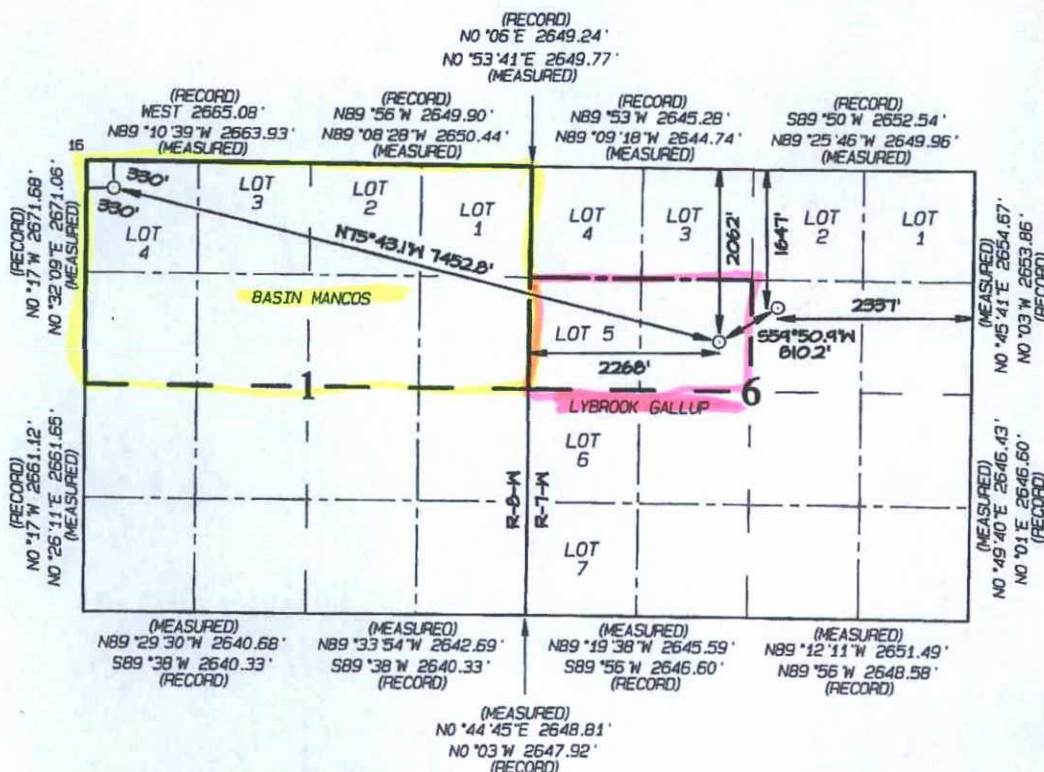 (RECORD)
N0°06'E 2649.24'
N0°53'41"E 2649.77'
(MEASURED)
(RECORD)
WEST 2665.08'
N89°10'39"W 2663.93'
(MEASURED)
(RECORD)
N89°56'W 2649.90'
N89°08'28"W 2650.44'
(MEASURED)
(RECORD)
N89°53'W 2645.28'
N89°09'18"W 2644.74'
(MEASURED)
(RECORD)
S89°50'W 2652.54'
N89°25'46"W 2649.96'
(MEASURED)
16
(RECORD)
N0°17'W 2671.68'
N0°32'09"E 2671.06'
(MEASURED)
330'
330'
LOT
4
LOT
3
LOT
2
LOT
1
LOT
4
LOT
3
LOT
2
LOT
1
N75°43.1'W 7452.8'
2062'
1647'
2337'
S59°50.9'W
810.2'
BASIN MANCOS
LOT 5
2268'
1
6
LYBROOK GALLUP
(MEASURED)
N0°45'41"E 2654.67'
N0°03'W 2653.86'
(RECORD)
(RECORD)
N0°17'W 2661.12'
N0°26'11"E 2661.65'
(MEASURED)
R-8-W
R-7-W
LOT
6
LOT
7
(MEASURED)
N0°49'40"E 2646.43'
N0°01'E 2646.60'
(RECORD)
(MEASURED)
N89°29'30"W 2640.68'
S89°38'W 2640.33'
(RECORD)
(MEASURED)
N89°33'54"W 2642.69'
S89°38'W 2640.33'
(RECORD)
(MEASURED)
N89°19'38"W 2645.59'
S89°56'W 2646.60'
(RECORD)
(MEASURED)
N89°12'11"W 2651.49'
N89°56'W 2648.58'
(RECORD)
(MEASURED)
N0°44'45"E 2648.81'
N0°03'W 2647.92'
(RECORD)